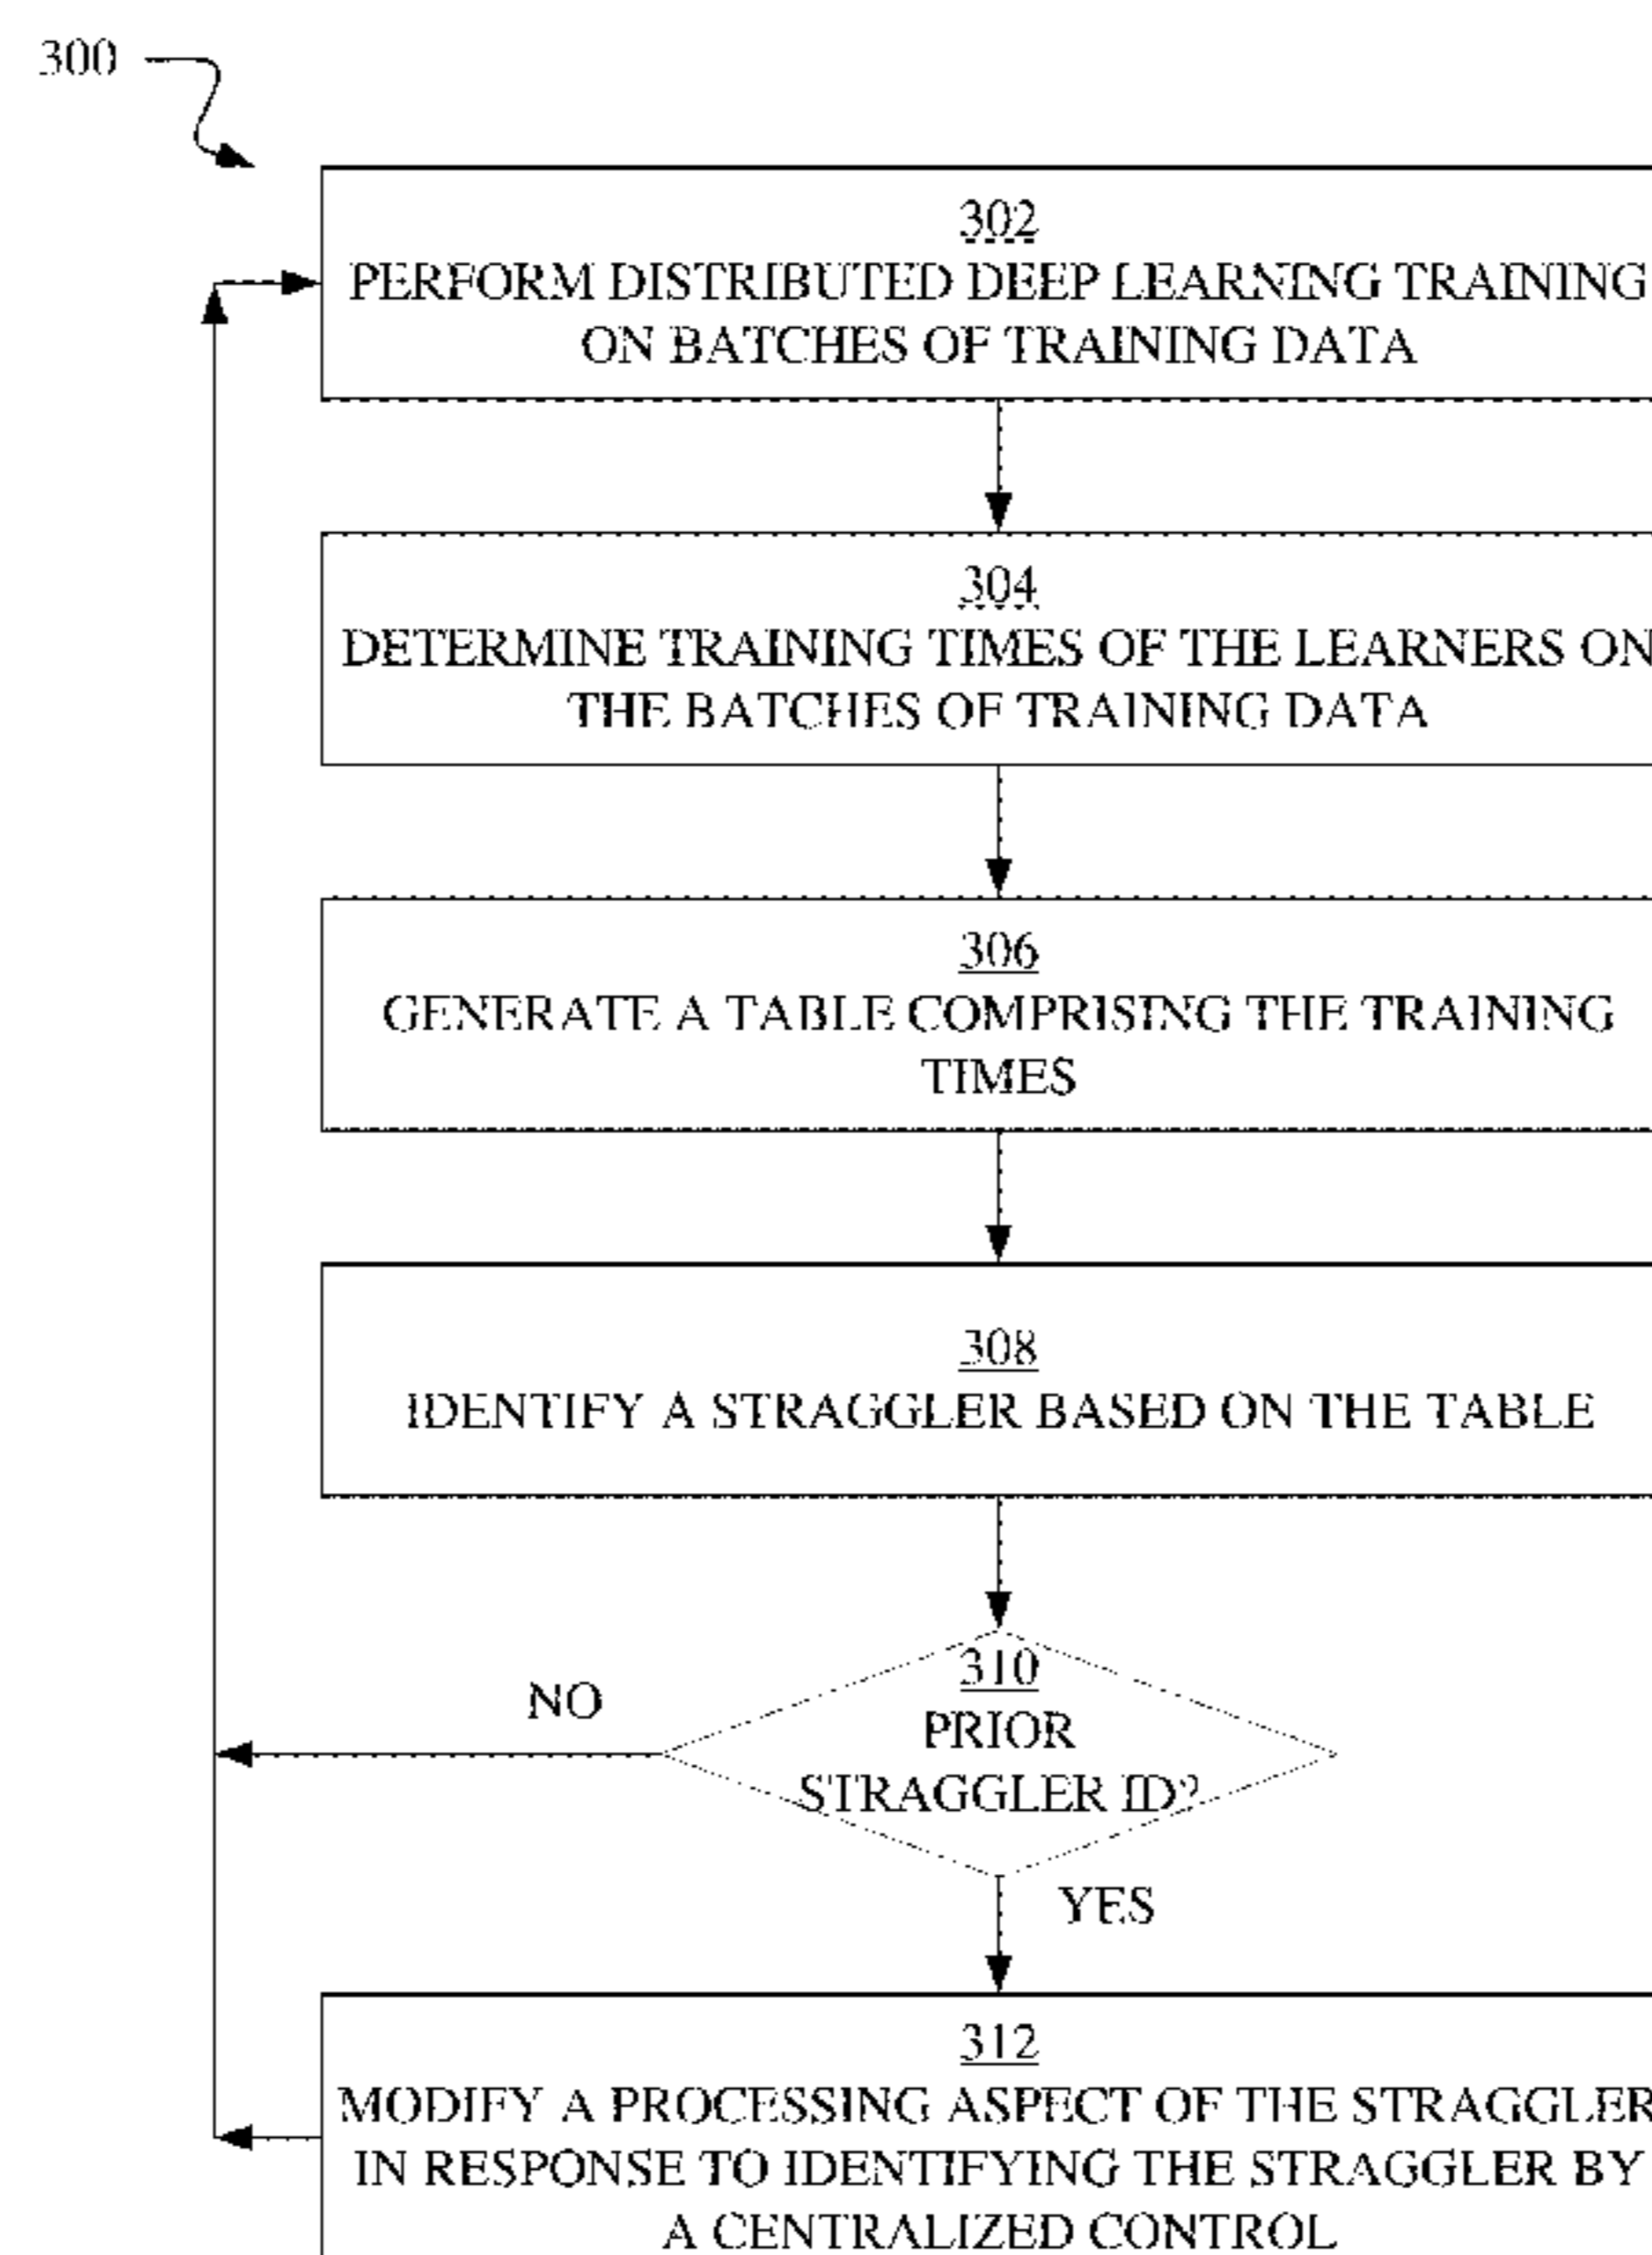 300
302
PERFORM DISTRIBUTED DEEP LEARNING TRAINING
ON BATCHES OF TRAINING DATA
304
DETERMINE TRAINING TIMES OF THE LEARNERS ON
THE BATCHES OF TRAINING DATA
306
GENERATE A TABLE COMPRISING THE TRAINING
TIMES
308
IDENTIFY A STRAGGLER BASED ON THE TABLE
310
PRIOR
STRAGGLER ID?
NO
YES
312
MODIFY A PROCESSING ASPECT OF THE STRAGGLER
IN RESPONSE TO IDENTIFYING THE STRAGGLER BY
A CENTRALIZED CONTROL